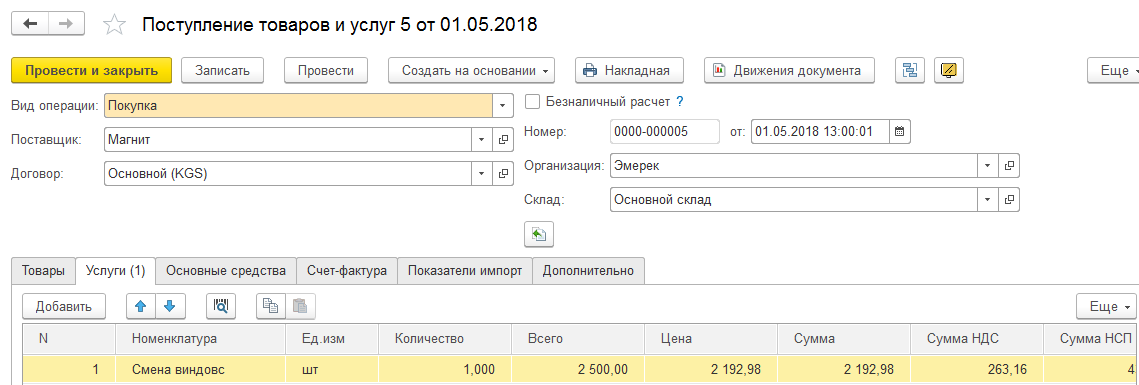 Поступление товаров и услуг 5 от 01.05.2018
Провести и закрыть Записать Провести Создать на основании Накладная Движения документа Еще
Вид операции: Покупка Безналичный расчет ?
Поставщик: Магнит Номер: 0000-000005 от: 01.05.2018 13:00:01
Договор: Основной (KGS) Организация: Эмерек
Склад: Основной склад
Товары Услуги (1) Основные средства Счет-фактура Показатели импорт Дополнительно
Добавить Еще
N Номенклатура Ед.изм Количество Всего Цена Сумма Сумма НДС Сумма НСП
1 Смена виндовс шт 1,000 2 500,00 2 192,98 2 192,98 263,16 4